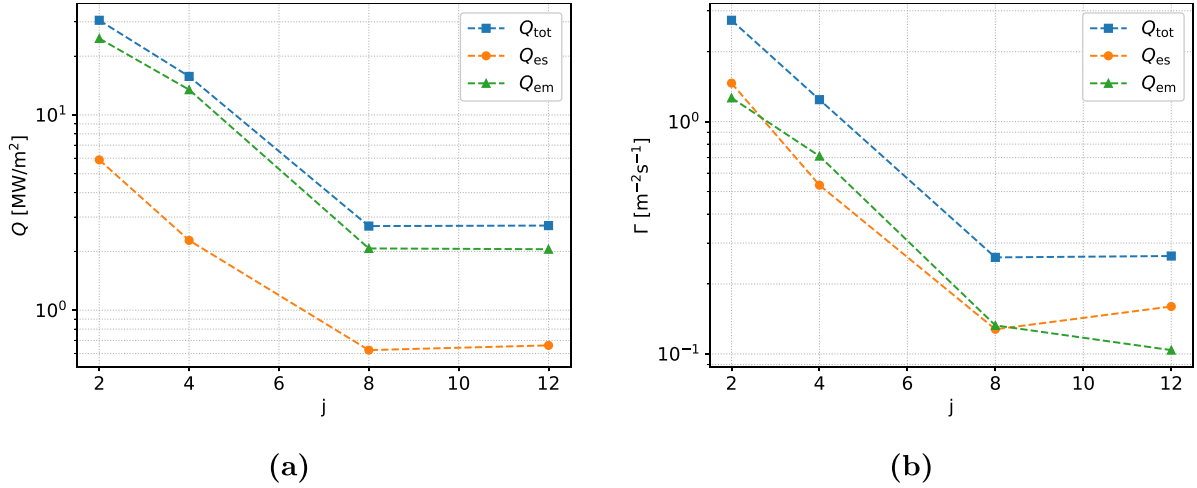 Q_tot
Q_es
Q_em
10^1
10^0
Q [MW/m^2]
2 4 6 8 10 12
j
(a)
Q_tot
Q_es
Q_em
10^0
10^-1
Γ [m^-2 s^-1]
2 4 6 8 10 12
j
(b)